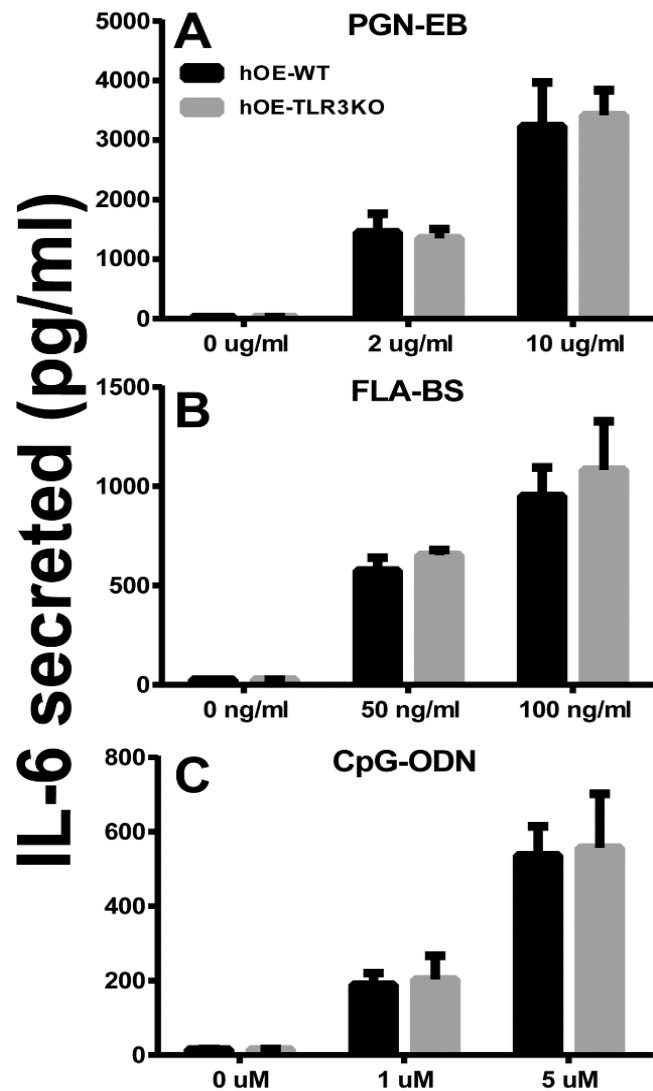 IL-6 secreted (pg/ml)
A
PGN-EB
hOE-WT
hOE-TLR3KO
5000
4000
3000
2000
1000
0
0 ug/ml 2 ug/ml 10 ug/ml
B
FLA-BS
1500
1000
500
0
0 ng/ml 50 ng/ml 100 ng/ml
C
CpG-ODN
800
600
400
200
0
0 uM 1 uM 5 uM